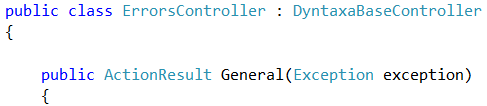 public class ErrorsController : DyntaxaBaseController
{
    public ActionResult General(Exception exception)
    {